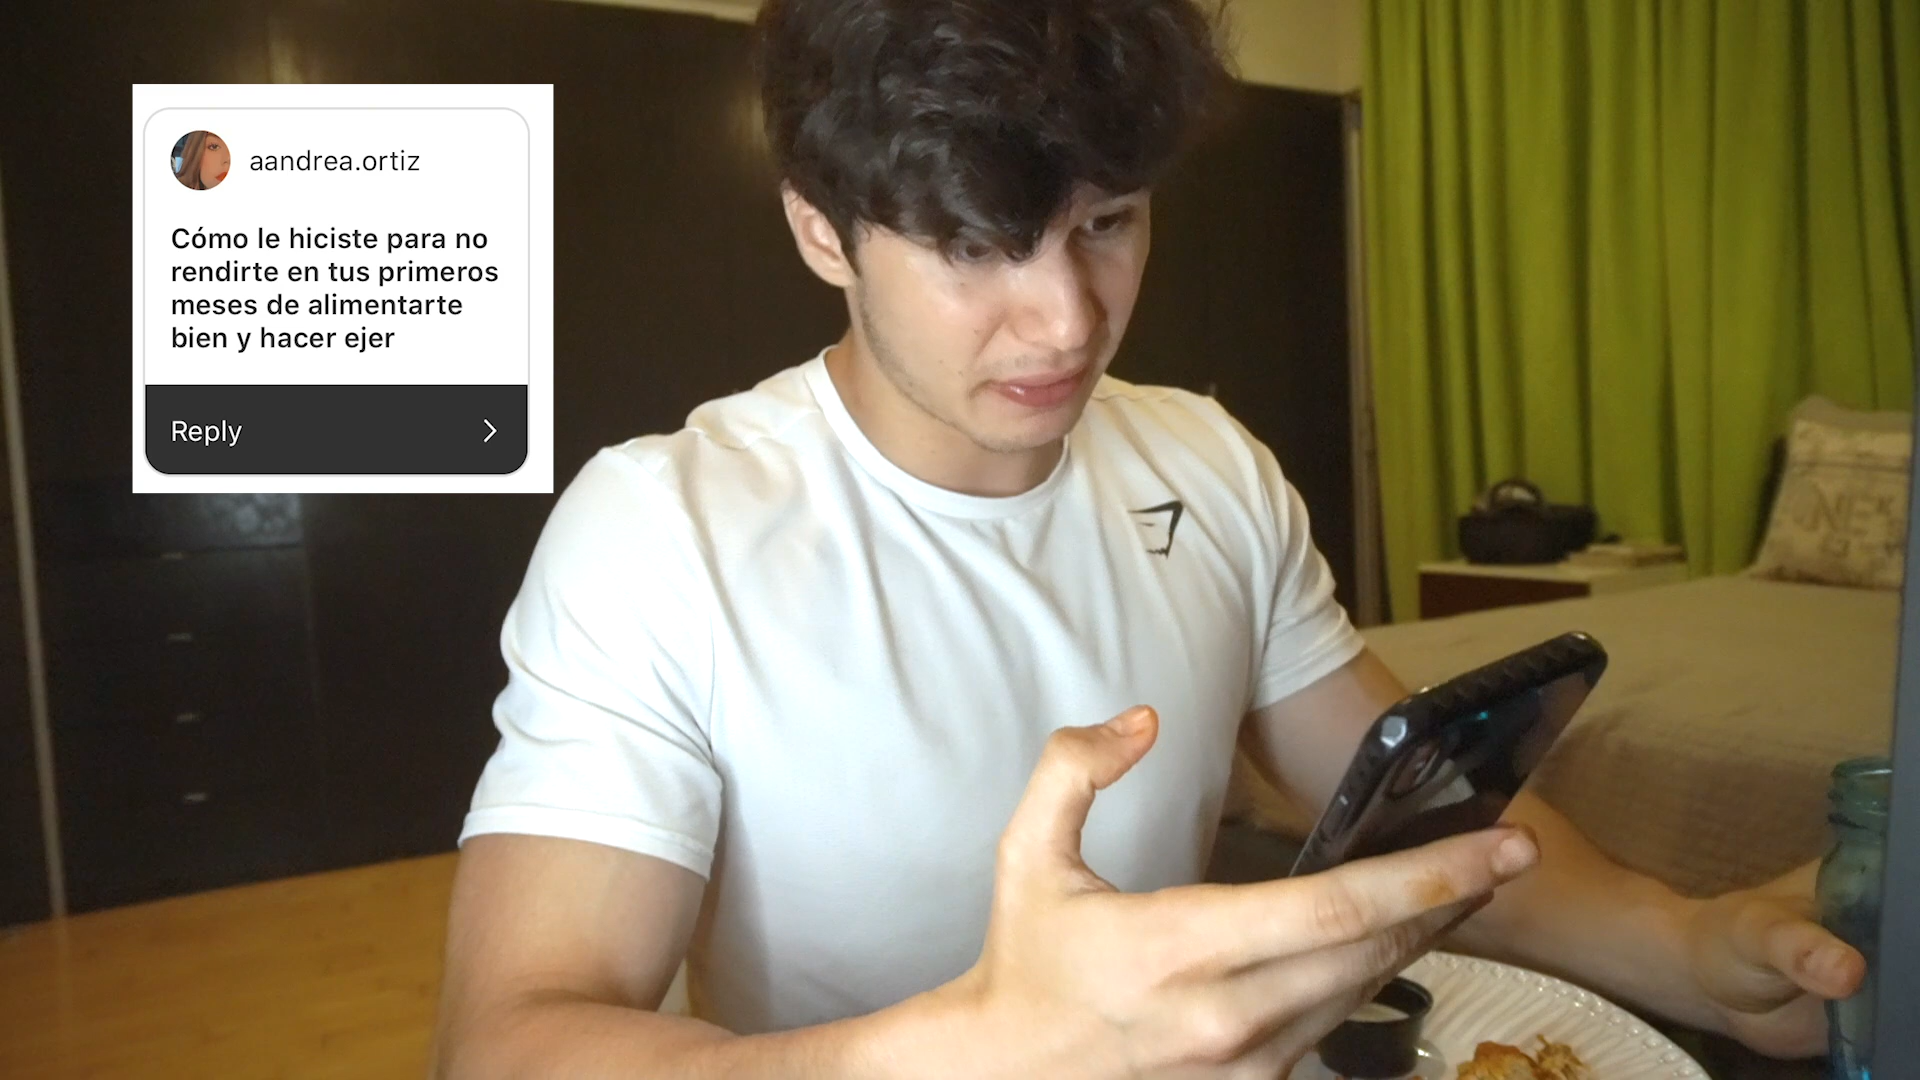 aandrea.ortiz
Cómo le hiciste para no
rendirte en tus primeros
meses de alimentarte
bien y hacer ejer
Reply